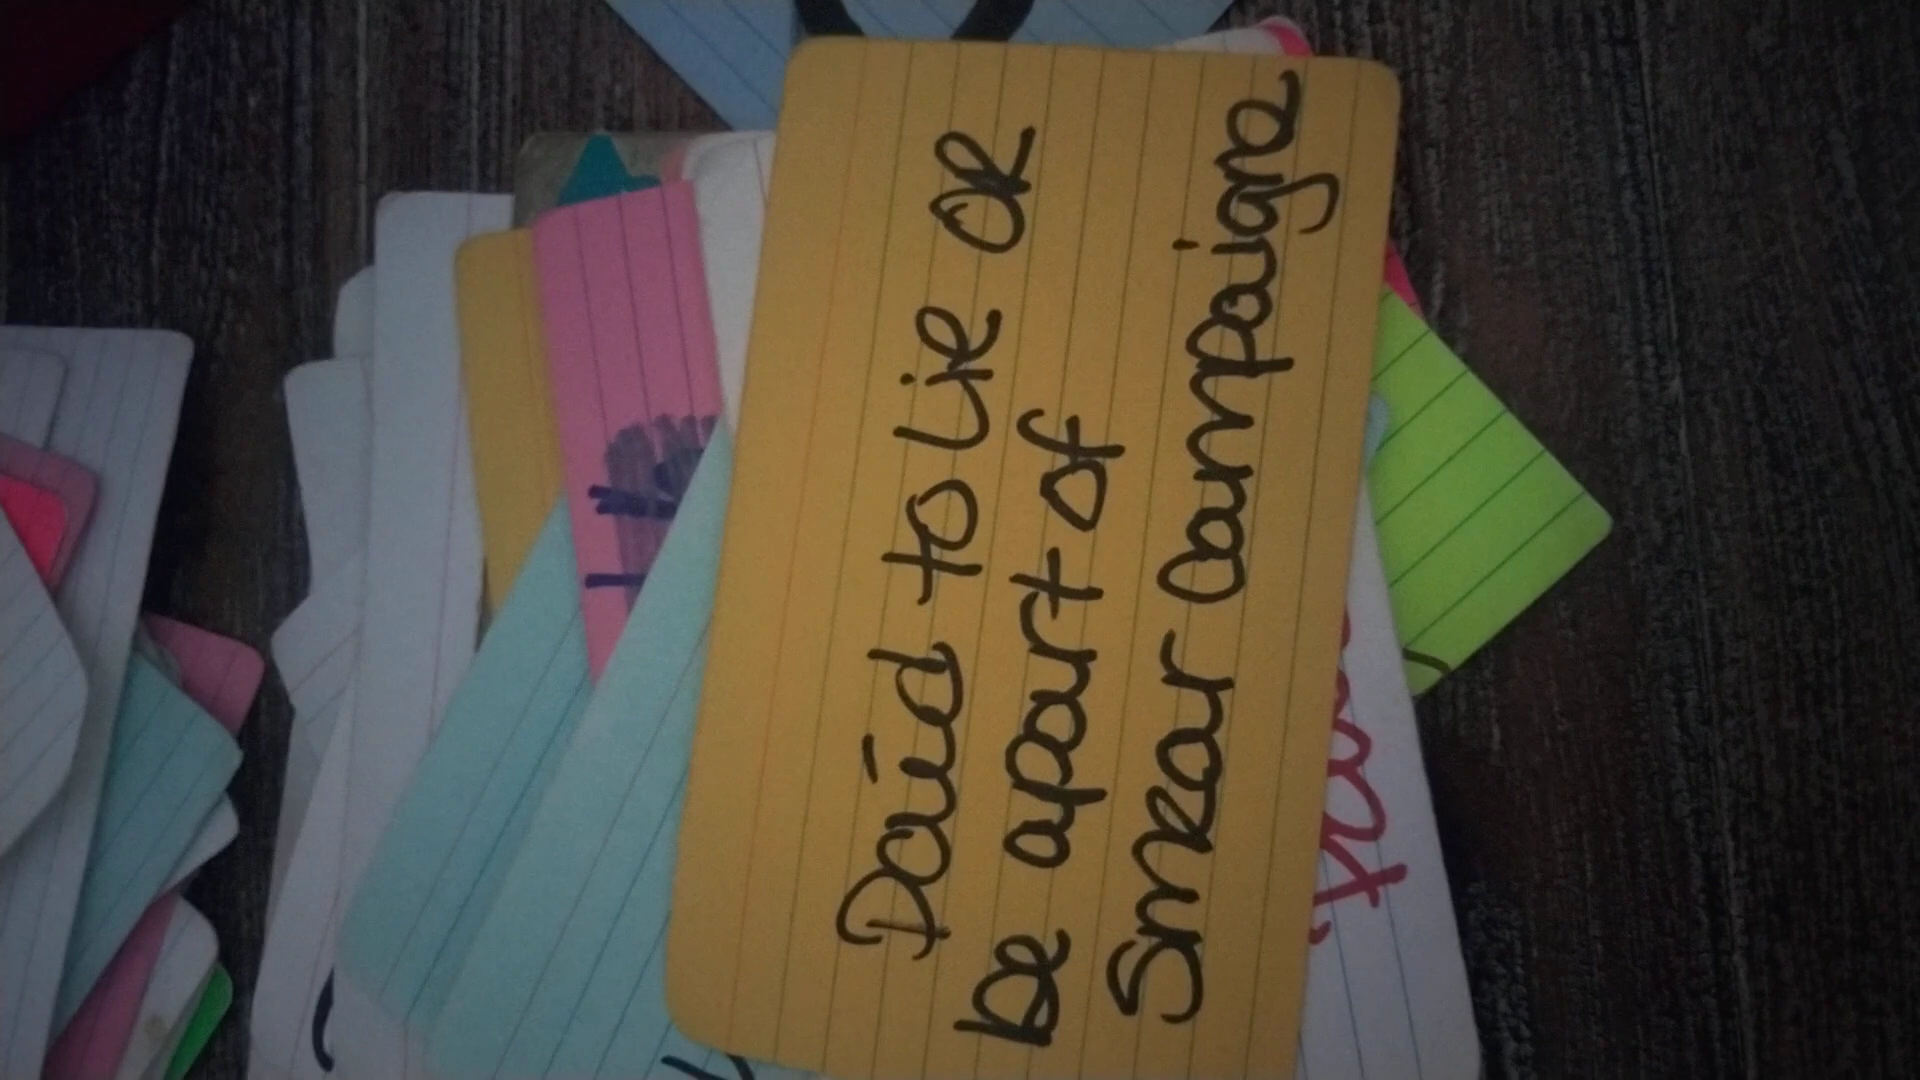 Paid to Lie OR
be apart of
Smear Campaign